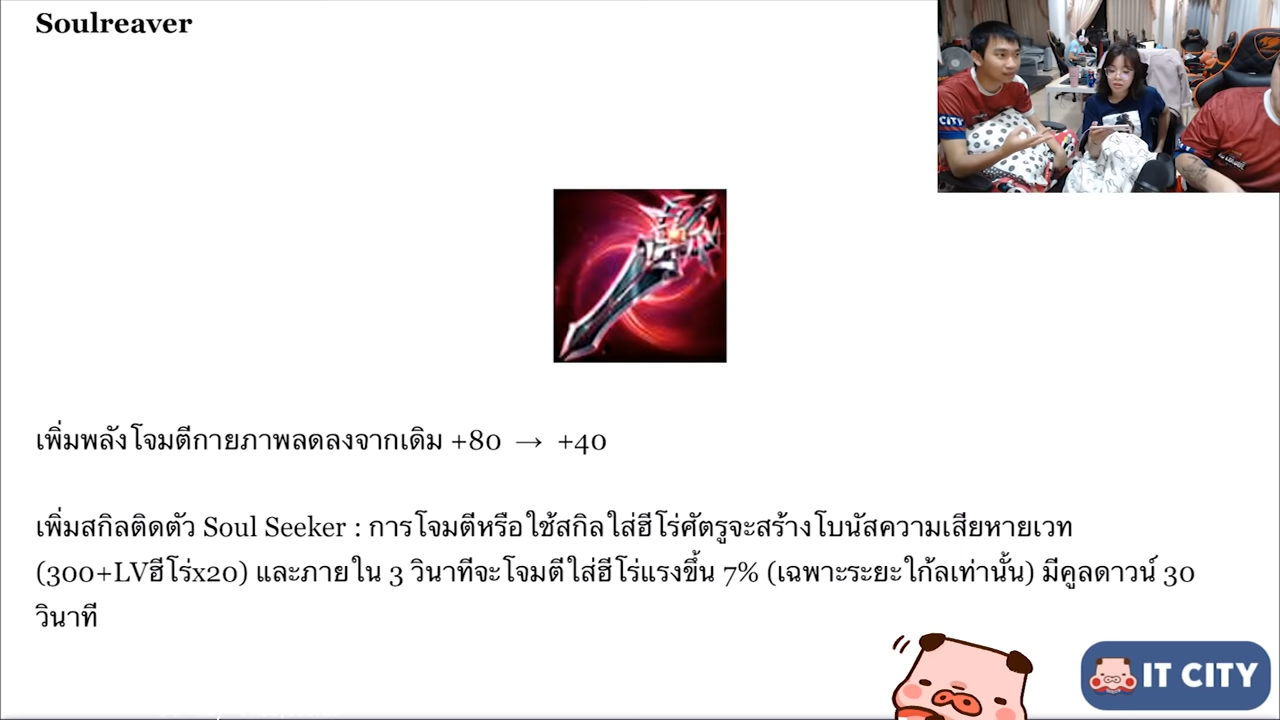 Soulreaver
CiTY
เพิ่มพลังโจมตีกายภาพลดลงจากเดิม +80 → +40
เพิ่มสกิลติดตัว Soul Seeker : การโจมตีหรือใช้สกิลใส่ฮีโร่ศัตรูจะสร้างโบนัสความเสียหายเวท
(300+LVฮีโร่x20) และภายใน 3 วินาทีจะโจมตีใส่ฮีโร่แรงขึ้น 7% (เฉพาะระยะใก้ลเท่านั้น) มีคูลดาวน์ 30
วินาที
IT CITY